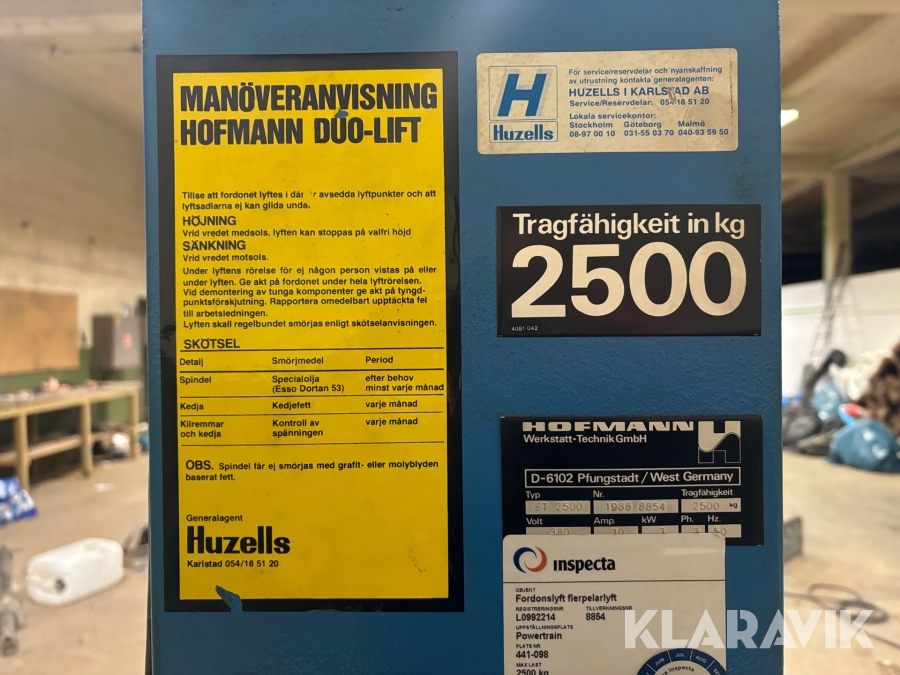 MANÖVERANVISNING
HOFMANN DUO-LIFT
Tillse att fordonet lyftes i där avsedda lyftpunkter och att
lyftsadlarna ej kan glida undan.
HÖJNING
Vrid vredet medsols, lyften kan stoppas på valfri höjd
SÄNKNING
Vrid vredet motsols.
Under lyftens rörelse för ej någon person vistas på eller
under lyften. Ge akt på fordonet under hela lyftrörelsen.
Vid demontering av tunga komponenter ge akt på tyngd-
punktsförskjutning. Rapportera omedelbart upptäckta fel
till arbetsledningen.
Lyften skall regelbundet smörjas enligt skötselanvisningen.
SKÖTSEL
Detalj Smörjmedel Period
Spindel Specialolja efter behov
(Esso Dortan 53) minst varje månad
Kedja Kedjefett varje månad
Kilremmar Kontroll av varje månad
och kedja spänningen
OBS. Spindel får ej smörjas med grafit- eller molyblyden
baserat fett.
Generalagent
Huzells
Karlstad 054/18 51 20
H
Huzells
För service/reservdelar och nyanskaffning
av utrustning kontakta generalagenten:
HUZELLS I KARLSTAD AB
Service/Reservdelar: 054 18 51 20
Lokala servicekontor:
Stockholm Göteborg Malmö
08-97 00 10 031-55 03 70 040-93 59 50
Tragfähigkeit in kg
2500
4081 042
HOFMANN
Werkstatt-Technik GmbH
D-6102 Pfungstadt/West Germany
Typ Nr. Tragfähigkeit
2500 1988 8854 2500 kg
Volt Amp. kW Ph. Hz.
380 10 3 3 50
inspecta
OBJEKT
Fordonslyft flerpelarlyft
REGISTRERINGSNR TILLVERKNINGSNR
L0992214 8854
UPPSTÄLLNINGSPLATS
Powertrain
PLATS NR
441-098
MAX LAST
2500 kg
JUN JUL AUG
Inspecta
KLARAVIK